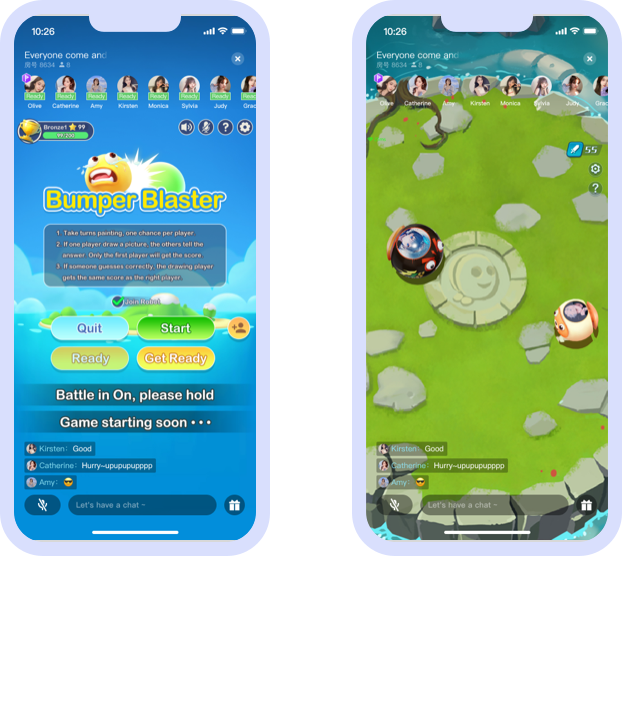 10:26
Everyone come and
房号 8634 8
Ready Ready Ready Ready Ready Ready Ready
Olive Catherine Amy Kirsten Monica Sylvia Judy Grac
Bronze1 99
99/200
Bumper Blaster
1. Take turns painting, one chance per player.
2. If one player draw a picture, the others tell the
answer. Only the first player will get the score.
3. If someone guesses correctly, the drawing player
gets the same score as the right player.
Join Robot
Quit Start
Ready Get Ready
Battle in On, please hold
Game starting soon •••
Kirsten: Good
Catherine: Hurry~upupupupppp
Amy:
Let's have a chat ~
10:26
Everyone come and
房号 8634 8
Olive Catherine Amy Kirsten Monica Sylvia Judy Grac
55
?
Kirsten: Good
Catherine: Hurry~upupupupppp
Amy:
Let's have a chat ~